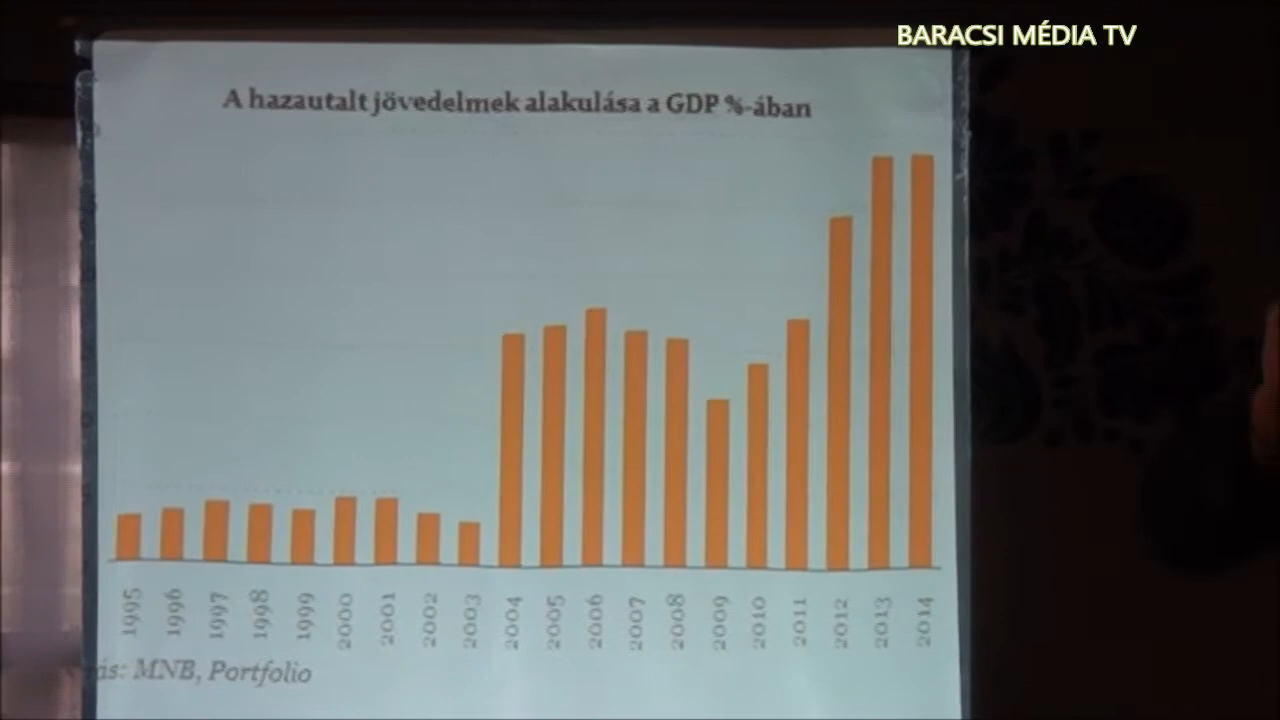 BARACSI MÉDIA TV
A hazautalt jövedelmek alakulása a GDP %-ában
1995 1996 1997 1998 1999 2000 2001 2002 2003 2004 2005 2006 2007 2008 2009 2010 2011 2012 2013 2014
MNB, Portfolio